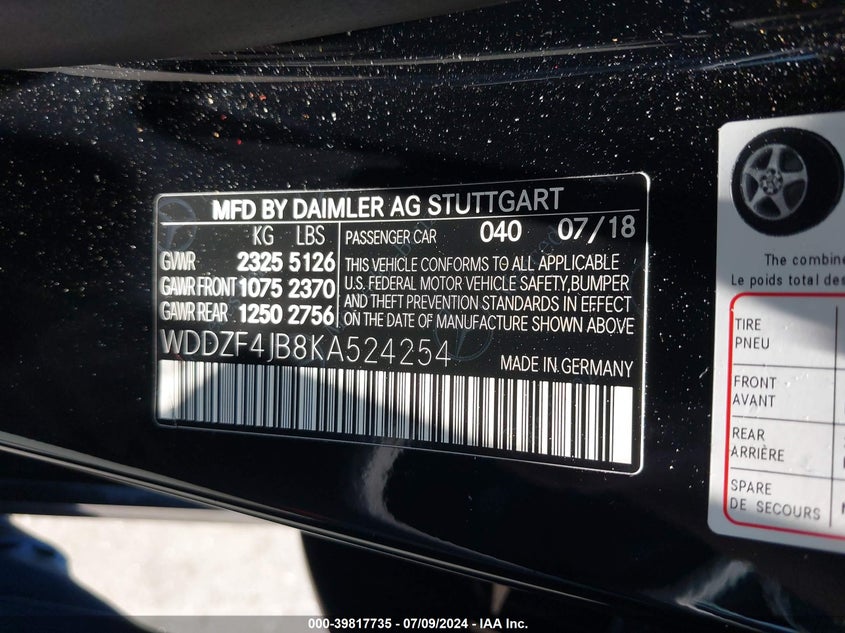 MFD BY DAIMLER AG STUTTGART
KG LBS
GVWR 2325 5126
GAWR FRONT 1075 2370
GAWR REAR 1250 2756
PASSENGER CAR 040 07/18
THIS VEHICLE CONFORMS TO ALL APPLICABLE
U.S. FEDERAL MOTOR VEHICLE SAFETY,BUMPER
AND THEFT PREVENTION STANDARDS IN EFFECT
ON THE DATE OF MANUFACTURE SHOWN ABOVE
WDDZF4JB8KA524254
MADE IN GERMANY
The combine
Le poids total des
TIRE
PNEU
FRONT
AVANT
REAR
ARRIÈRE
SPARE
DE SECOURS
000-39817735 - 07/09/2024 - IAA Inc.